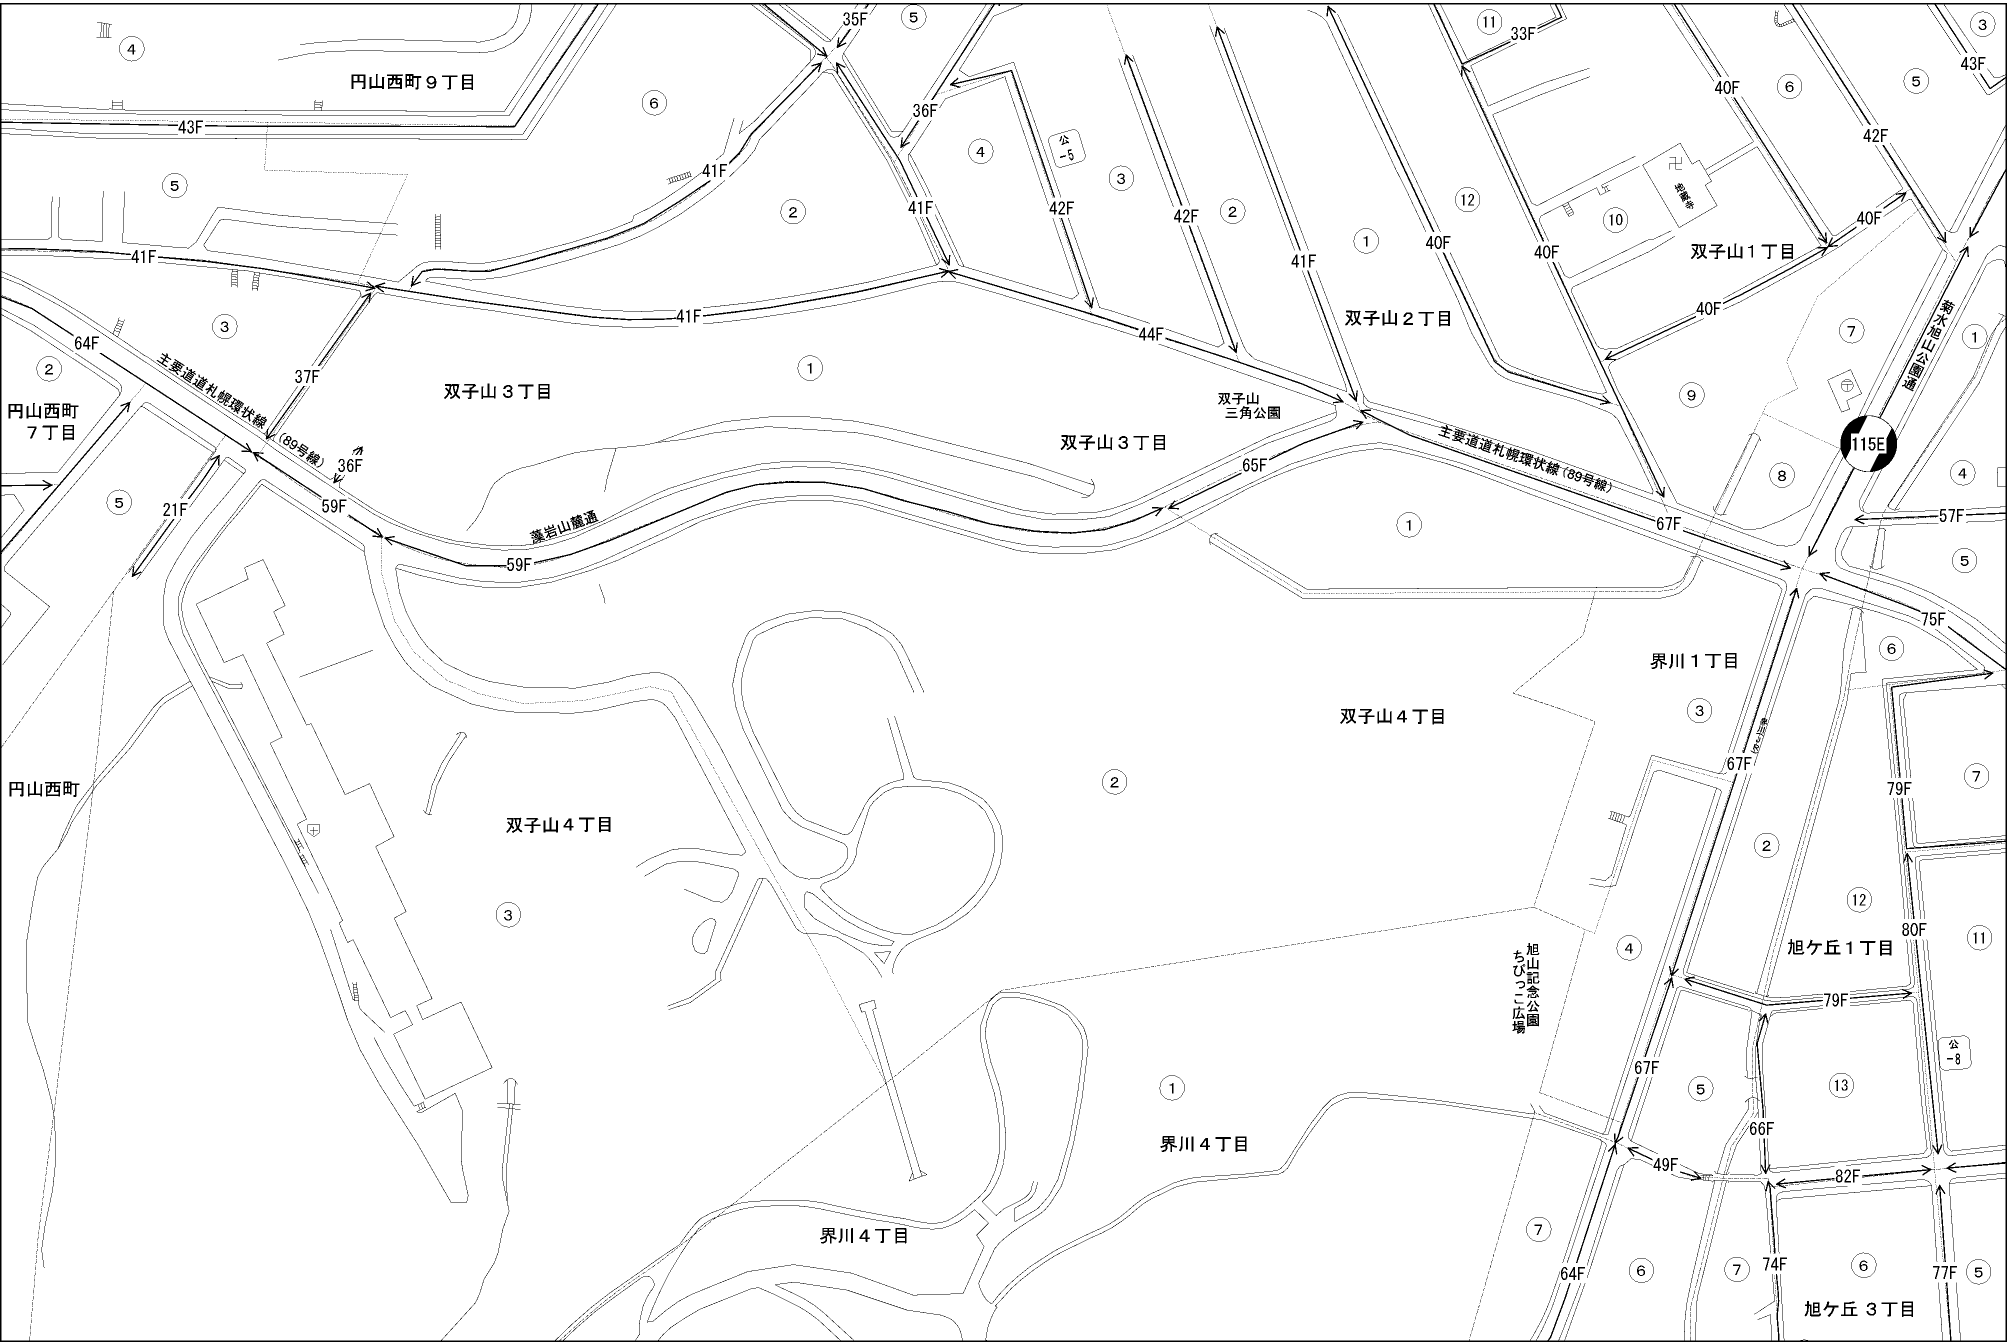 35F
⑤
⑪
33F
③
43F
④
円山西町９丁目
⑥
40F
⑥
⑤
43F
36F
④
公
-5
42F
41F
⑤
②
41F
42F
③
42F
②
⑫
⑩
地蔵寺
40F
双子山１丁目
41F
①
40F
40F
41F
41F
44F
双子山２丁目
40F
菊水旭山公園通
⑦
①
③
64F
②
主要道道札幌環状線
(89号線)
37F
双子山３丁目
①
双子山
三角公園
⑨
円山西町
７丁目
36F
双子山３丁目
65F
主要道道札幌環状線(89号線)
115E
⑧
④
⑤
21F
59F
藻岩山麓通
59F
①
67F
57F
⑤
75F
界川１丁目
⑥
双子山４丁目
③
67F
円山西町
双子山４丁目
②
79F
⑦
②
③
⑫
80F
⑪
旭ケ丘１丁目
④
旭山記念公園
ちびっこ広場
79F
公
-8
67F
①
⑤
⑬
界川４丁目
66F
49F
82F
界川４丁目
⑦
64F
⑥
⑦
74F
⑥
77F
⑤
旭ケ丘３丁目